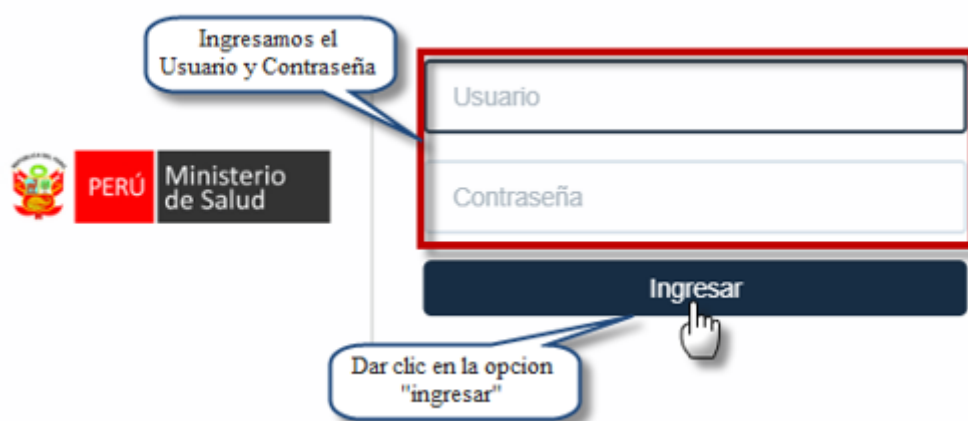 Ingresamos el
Usuario y Contraseña
Usuario
Contraseña
PERÚ
Ministerio
de Salud
Ingresar
Dar clic en la opcion
"ingresar"